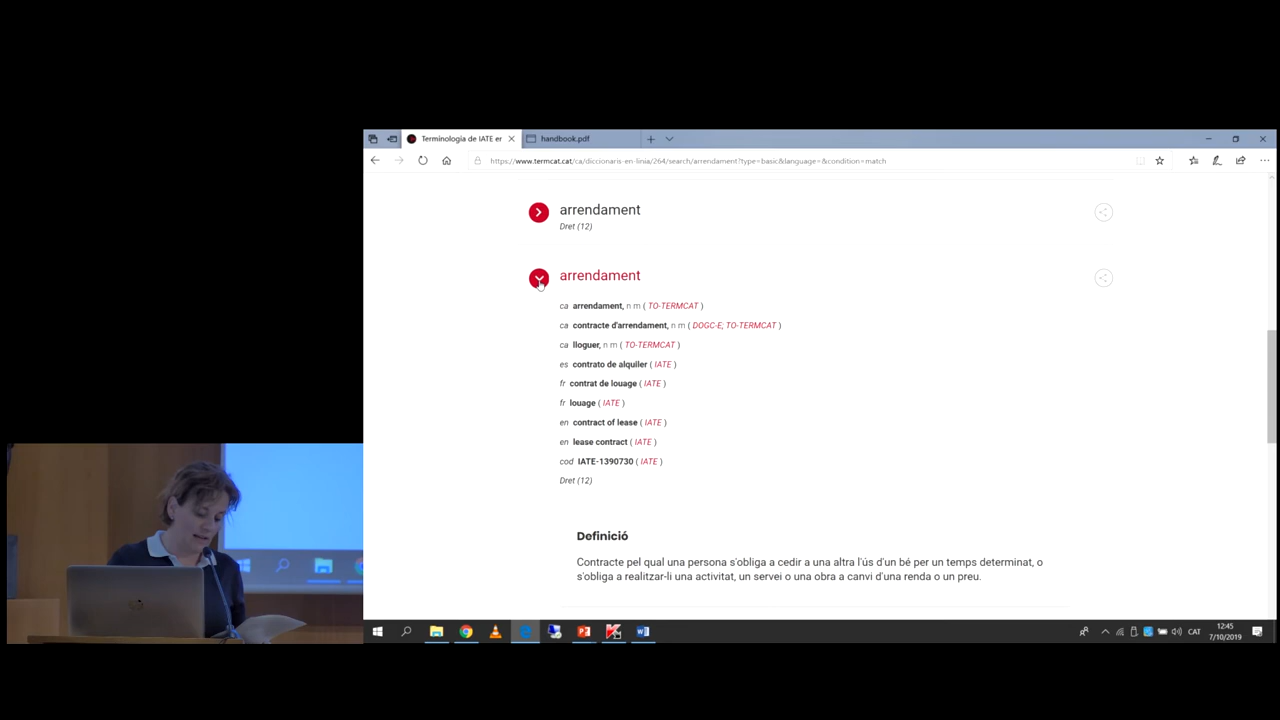 Terminologia de IATE er
handbook.pdf
https://www.termcat.cat/ca/diccionaris-en-linia/264/search/arrendament?type=basic&language=&condition=match
arrendament
Dret (12)
arrendament
ca arrendament, n m ( TO-TERMCAT )
ca contracte d'arrendament, n m ( DOGC-E; TO-TERMCAT )
ca lloguer, n m ( TO-TERMCAT )
es contrato de alquiler ( IATE )
fr contrat de louage ( IATE )
fr louage ( IATE )
en contract of lease ( IATE )
en lease contract ( IATE )
cod IATE-1390730 ( IATE )
Dret (12)
Definició
Contracte pel qual una persona s'obliga a cedir a una altra l'ús d'un bé per un temps determinat, o
s'obliga a realitzar-li una activitat, un servei o una obra a canvi d'una renda o un preu.
CAT
12:45
7/10/2019